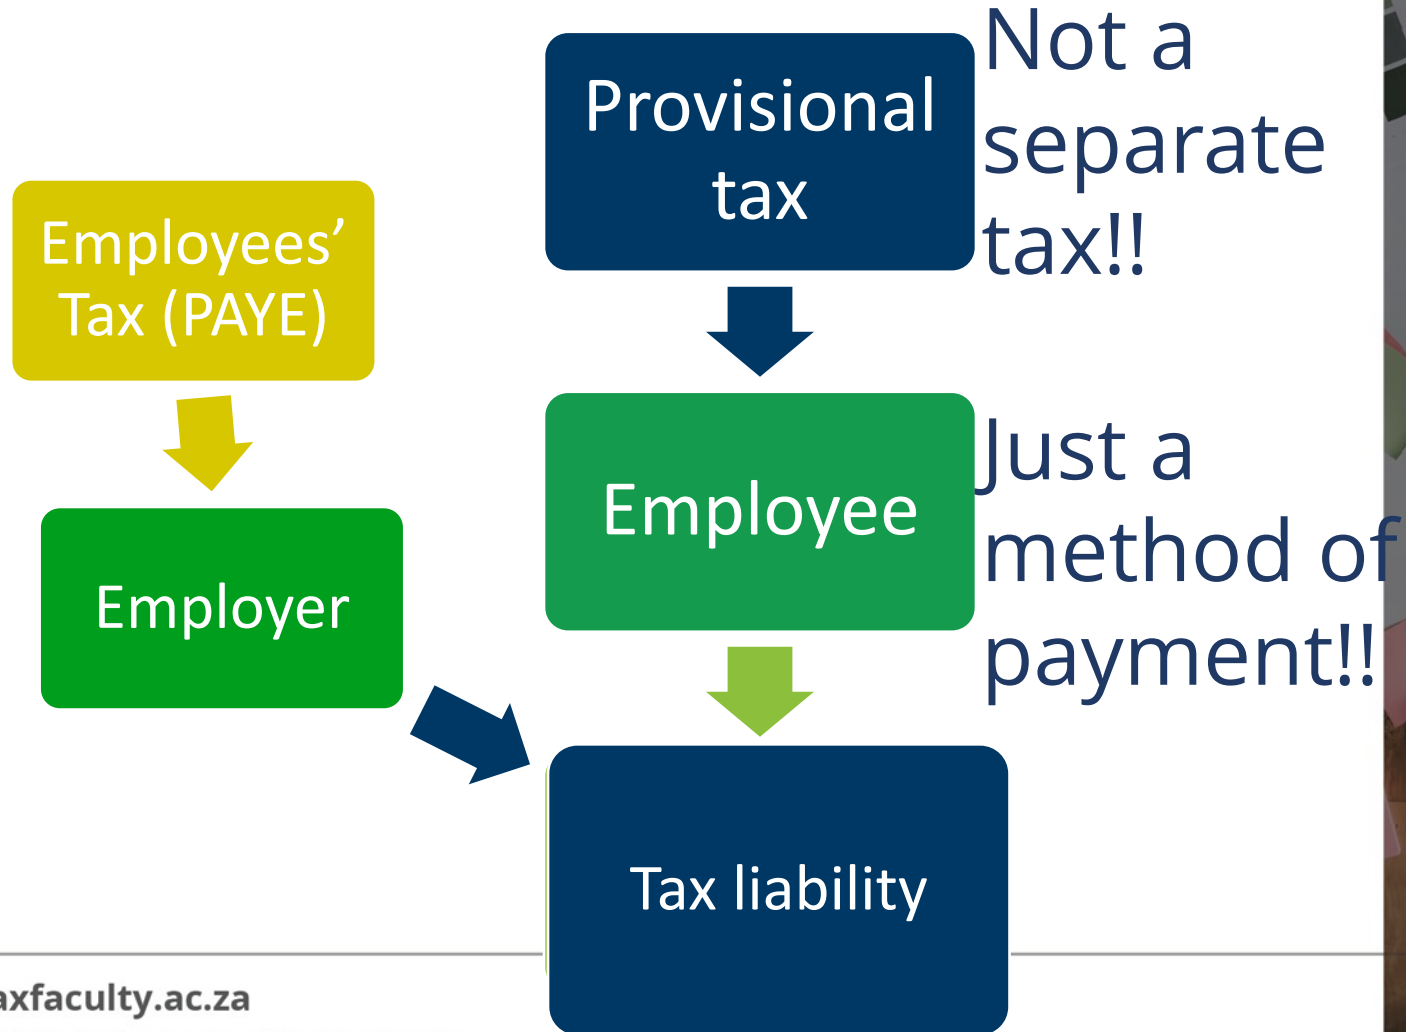 Not a
separate
tax!!
Provisional
tax
Employees’
Tax (PAYE)
Just a
method of
payment!!
Employee
Employer
Tax liability
axfaculty.ac.za